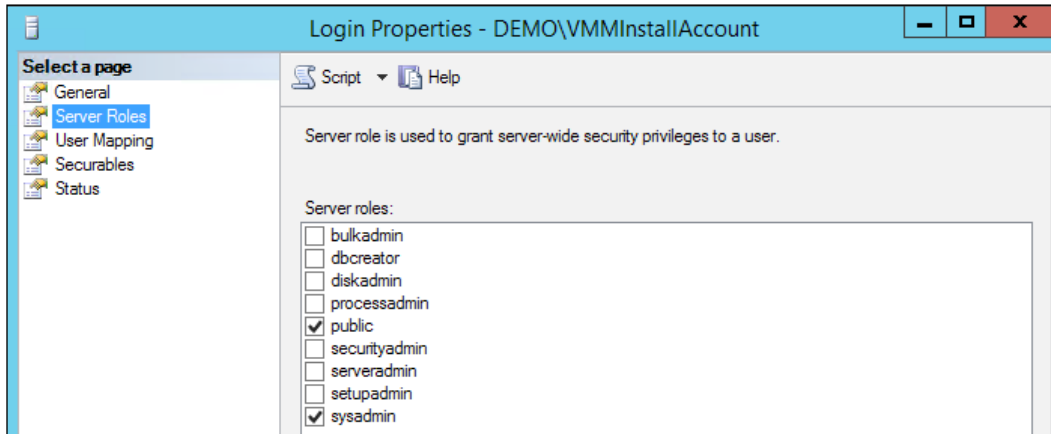 Login Properties - DEMO\VMMInstallAccount
x
Select a page
General
Server Roles
User Mapping
Securables
Status
Script
Help
Server role is used to grant server-wide security privileges to a user.
Server roles:
bulkadmin
dbcreator
diskadmin
processadmin
public
securityadmin
serveradmin
setupadmin
sysadmin